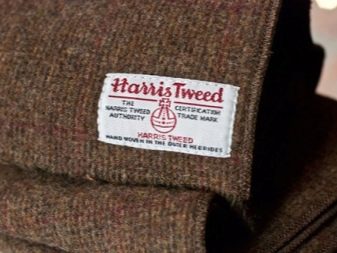 Harris Tweed
THE CERTIFICATION
HARRIS TWEED TRADE MARK
AUTHORITY
HARRIS TWEED
HAND WOVEN IN THE OUTER HEBRIDES